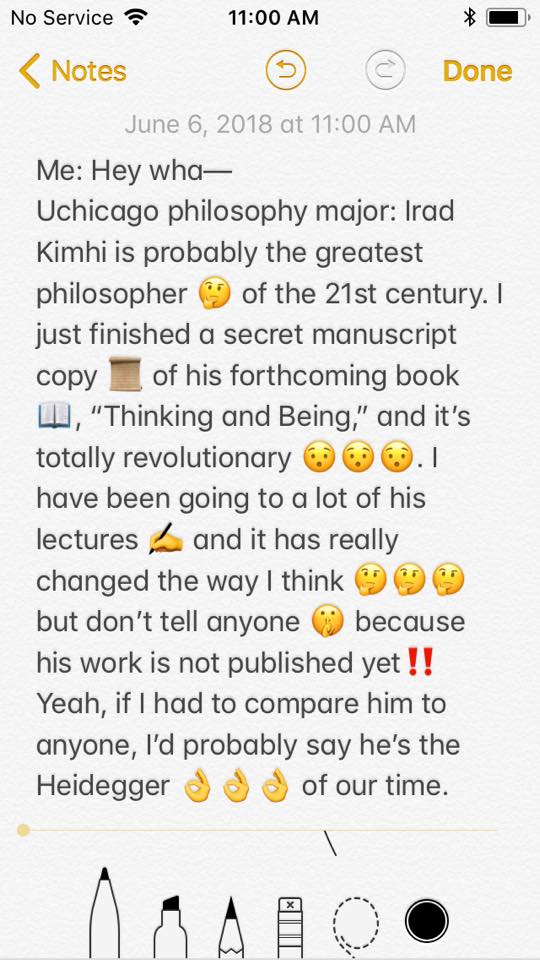 No Service 11:00 AM
Notes Done
June 6, 2018 at 11:00 AM
Me: Hey wha—
Uchicago philosophy major: Irad
Kimhi is probably the greatest
philosopher 🤔 of the 21st century. I
just finished a secret manuscript
copy 📜 of his forthcoming book
📖, “Thinking and Being,” and it’s
totally revolutionary 😯😯😯. I
have been going to a lot of his
lectures ✍️ and it has really
changed the way I think 🤔🤔🤔
but don’t tell anyone 🤫 because
his work is not published yet‼️
Yeah, if I had to compare him to
anyone, I’d probably say he’s the
Heidegger 👌👌👌 of our time.